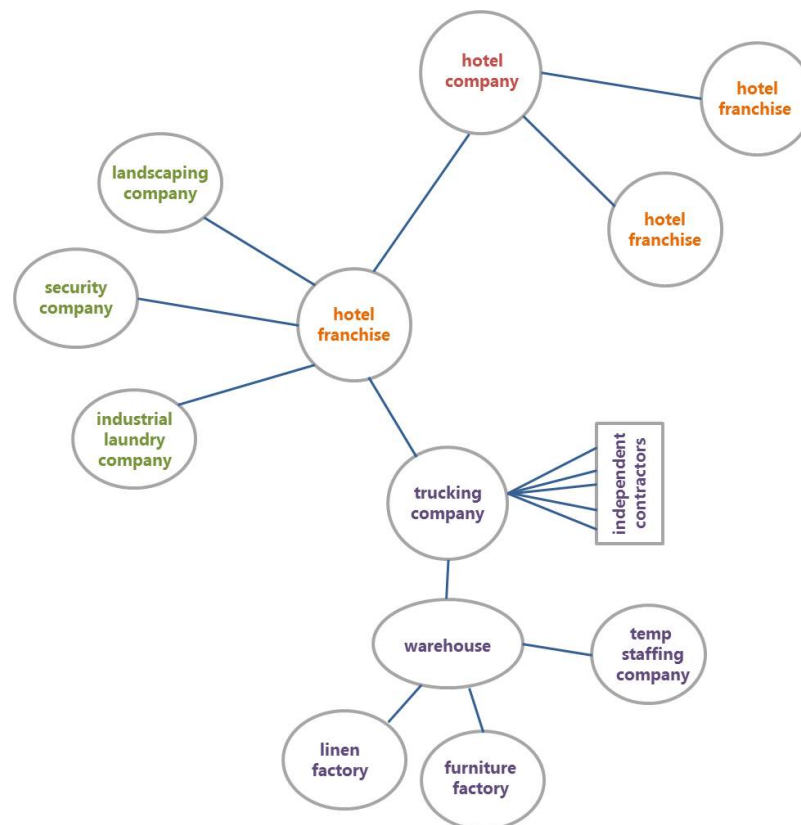 hotel
company
hotel
franchise
hotel
franchise
landscaping
company
security
company
hotel
franchise
industrial
laundry
company
trucking
company
independent
contractors
warehouse
temp
staffing
company
linen
factory
furniture
factory